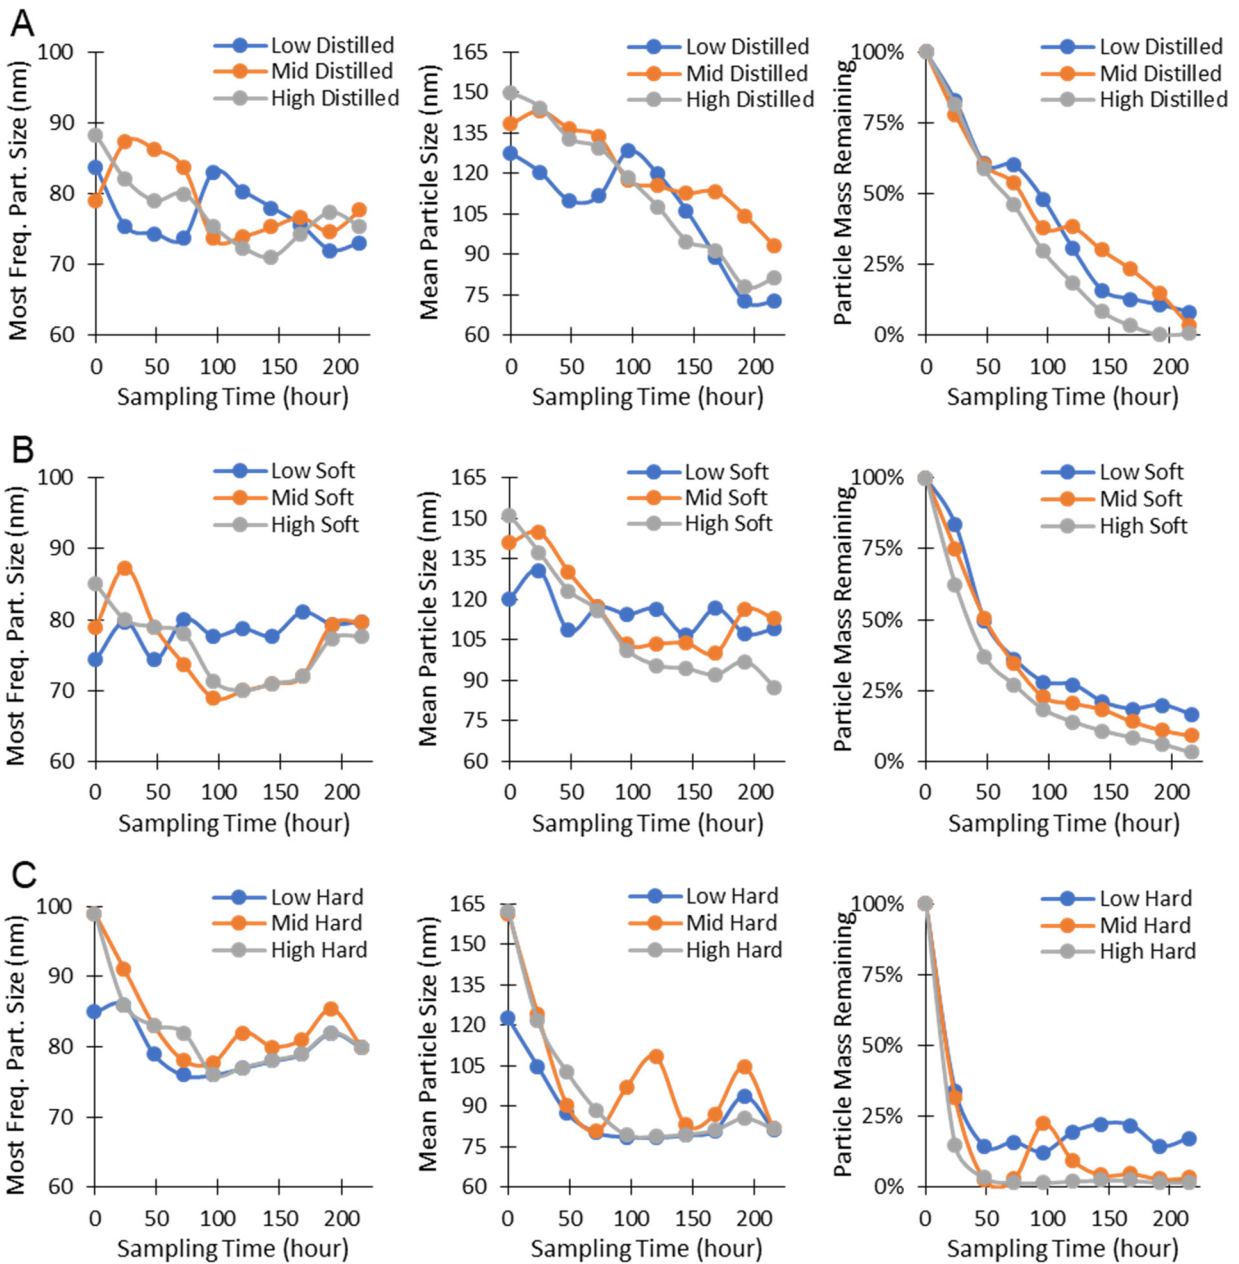 A
Most Freq. Part. Size (nm)
100
90
80
70
60
0 50 100 150 200
Sampling Time (hour)
Low Distilled
Mid Distilled
High Distilled
Mean Particle Size (nm)
165
150
135
120
105
90
75
60
0 50 100 150 200
Sampling Time (hour)
Low Distilled
Mid Distilled
High Distilled
Particle Mass Remaining
100%
75%
50%
25%
0%
0 50 100 150 200
Sampling Time (hour)
Low Distilled
Mid Distilled
High Distilled
B
Most Freq. Part. Size (nm)
100
90
80
70
60
0 50 100 150 200
Sampling Time (hour)
Low Soft
Mid Soft
High Soft
Mean Particle Size (nm)
165
150
135
120
105
90
75
60
0 50 100 150 200
Sampling Time (hour)
Low Soft
Mid Soft
High Soft
Particle Mass Remaining
100%
75%
50%
25%
0%
0 50 100 150 200
Sampling Time (hour)
Low Soft
Mid Soft
High Soft
C
Most Freq. Part. Size (nm)
100
90
80
70
60
0 50 100 150 200
Sampling Time (hour)
Low Hard
Mid Hard
High Hard
Mean Particle Size (nm)
165
150
135
120
105
90
75
60
0 50 100 150 200
Sampling Time (hour)
Low Hard
Mid Hard
High Hard
Particle Mass Remaining
100%
75%
50%
25%
0%
0 50 100 150 200
Sampling Time (hour)
Low Hard
Mid Hard
High Hard